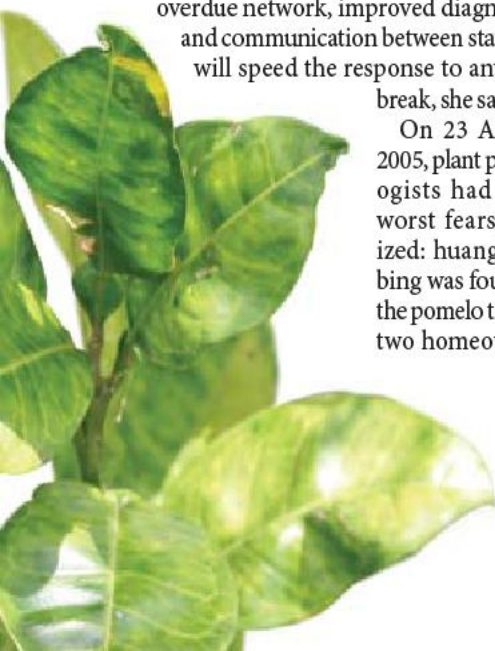 overdue network, improved diagn
and communication between sta
will speed the response to an
break, she sa
On 23 A
2005, plant p
ogists had
worst fears
ized: huang
bing was fou
the pomelo t
two homeo